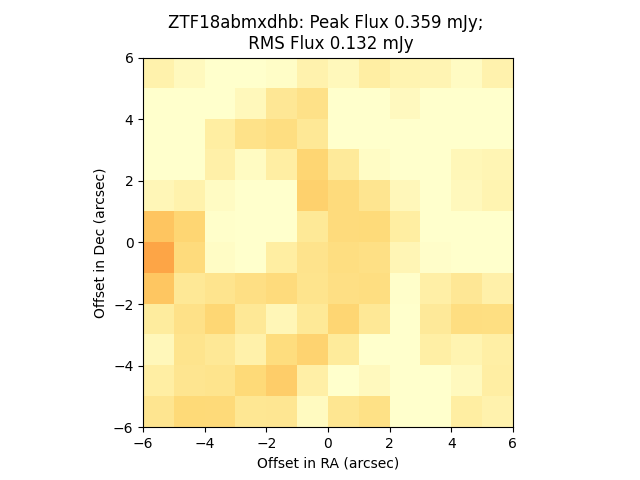 ZTF18abmxdhb: Peak Flux 0.359 mJy;
RMS Flux 0.132 mJy
6
4
2
0
−2
−4
−6
Offset in Dec (arcsec)
−6 −4 −2 0 2 4 6
Offset in RA (arcsec)